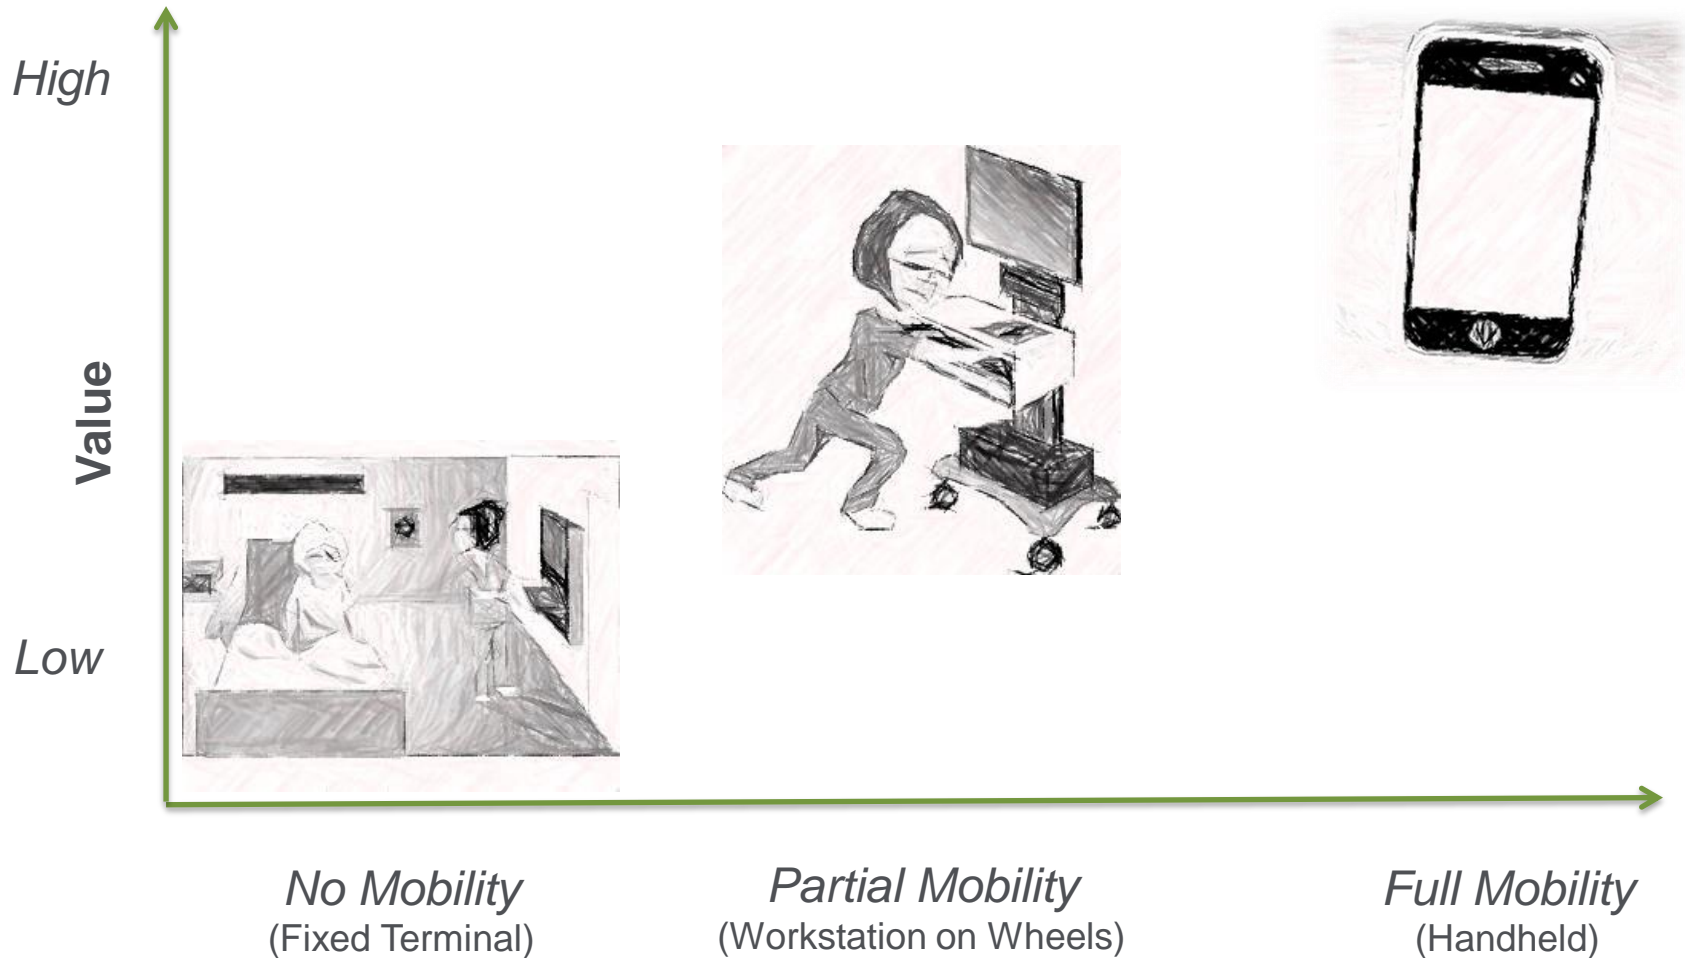 High
Value
Low
No Mobility
(Fixed Terminal)
Partial Mobility
(Workstation on Wheels)
Full Mobility
(Handheld)